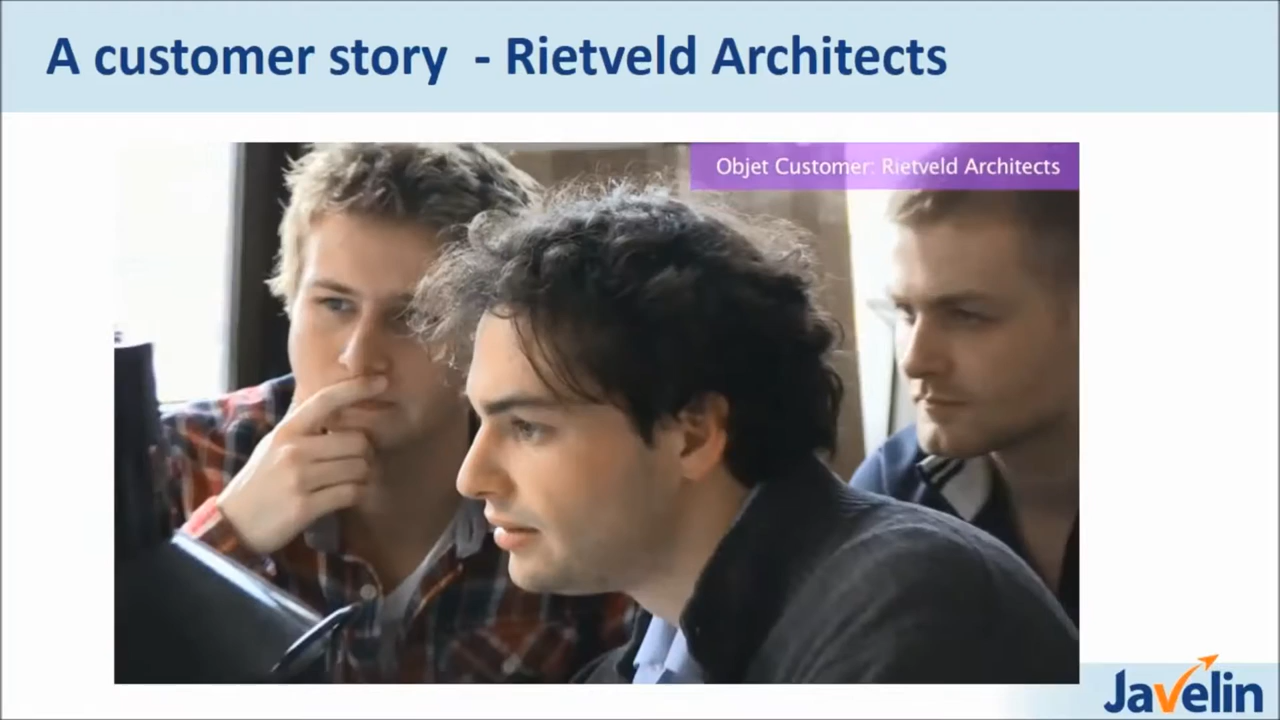 A customer story - Rietveld Architects
Objet Customer: Rietveld Architects
Javelin